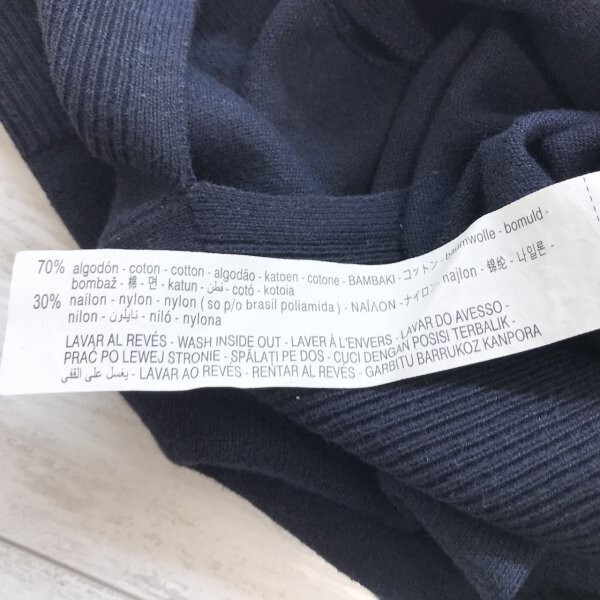 70% algodón - coton - cotton - algodão - katoen - cotone - BAMBAKI - コットン - baumwolle - bomuld -
bombaž - 棉 - 면 - katun - قطن - cotó - kotoia
30% nailon - nylon - nylon ( so p/o brasil poliamida ) - NAÏΛON - ナイロン - najlon - 锦纶 - 나일론 -
nilon - نايلون - niló - nylona
LAVAR AL REVÉS - WASH INSIDE OUT - LAVER À L'ENVERS - LAVAR DO AVESSO -
PRAĆ PO LEWEJ STRONIE - SPĂLAȚI PE DOS - CUCI DENGAN POSISI TERBALIK -
يغسل على القفى - LAVAR AO REVÉS - RENTAR AL REVÉS - GARBITU BARRUKOZ KANPORA